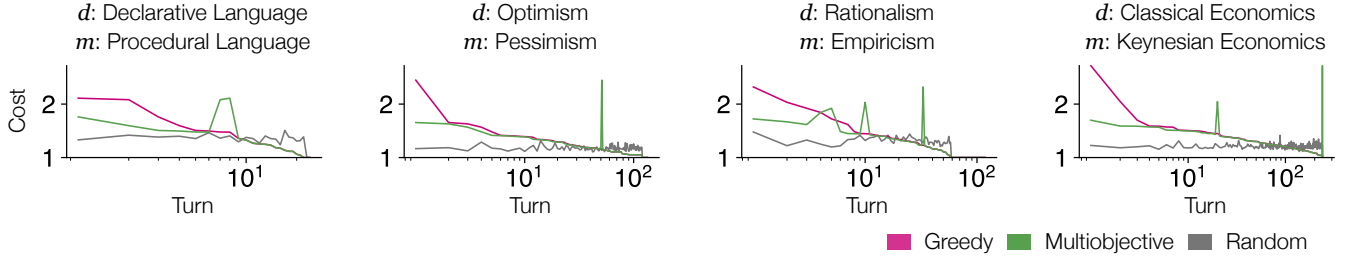 d: Declarative Language
m: Procedural Language
d: Optimism
m: Pessimism
d: Rationalism
m: Empiricism
d: Classical Economics
m: Keynesian Economics
Cost
2
1
10¹
Turn
2
1
10¹ 10²
Turn
2
1
10¹ 10²
Turn
2
1
10¹ 10²
Turn
Greedy Multiobjective Random